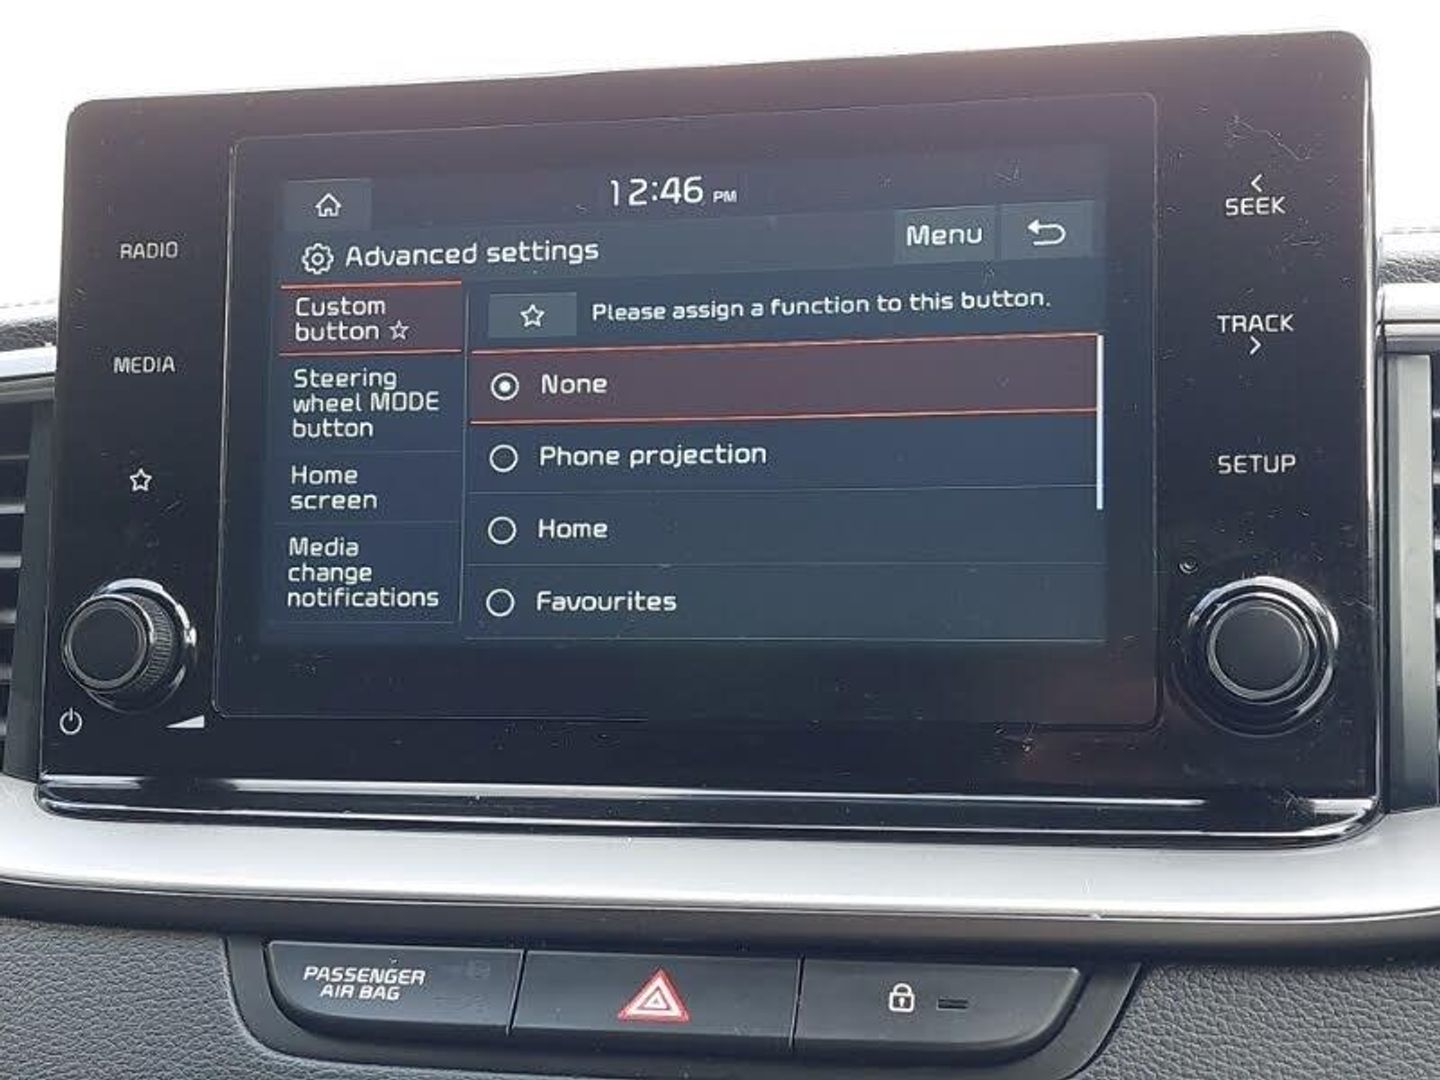 12:46 PM
Menu
Advanced settings
Custom
button ☆
Steering
wheel MODE
button
Home
screen
Media
change
notifications
Please assign a function to this button.
None
Phone projection
Home
Favourites
RADIO
MEDIA
SEEK
TRACK
SETUP
PASSENGER
AIR BAG